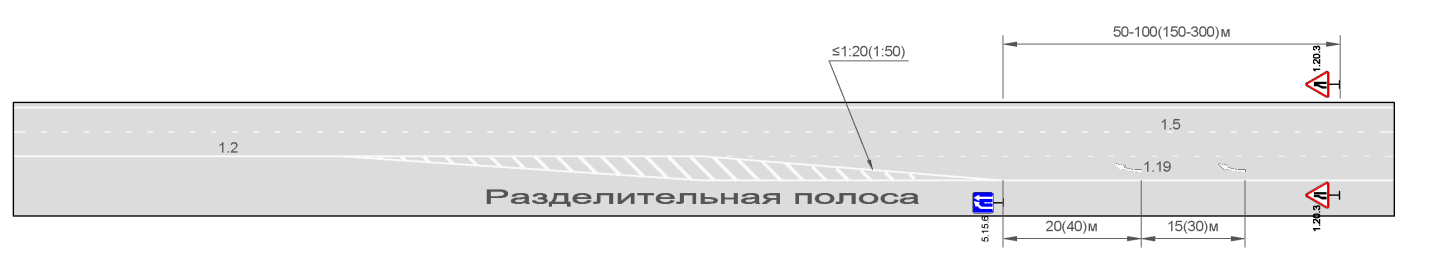 50-100(150-300)м
≤1:20(1:50)
1.20.3
1.5
1.2
1.19
Разделительная полоса
5.15.6
1.20.3
20(40)м
15(30)м